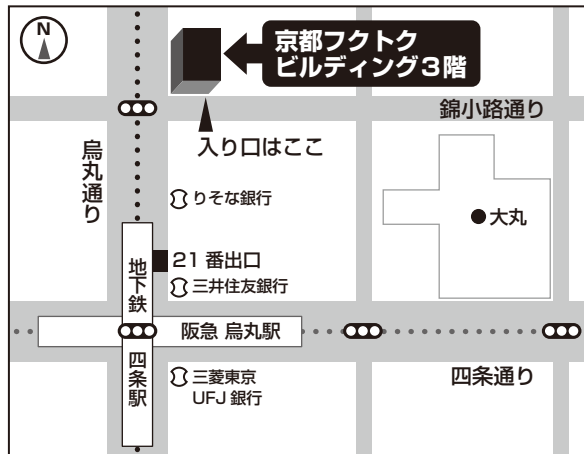 N
京都フクトク
ビルディング３階
錦小路通り
入り口はここ
烏丸通り
りそな銀行
大丸
21 番出口
地下鉄 四条駅
三井住友銀行
阪急 烏丸駅
四条通り
三菱東京
UFJ 銀行